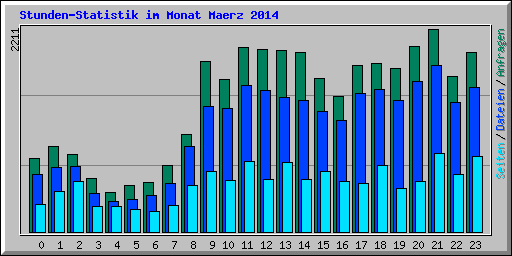 Stunden-Statistik im Monat Maerz 2014
2211
Seiten / Dateien / Anfragen
0 1 2 3 4 5 6 7 8 9 10 11 12 13 14 15 16 17 18 19 20 21 22 23